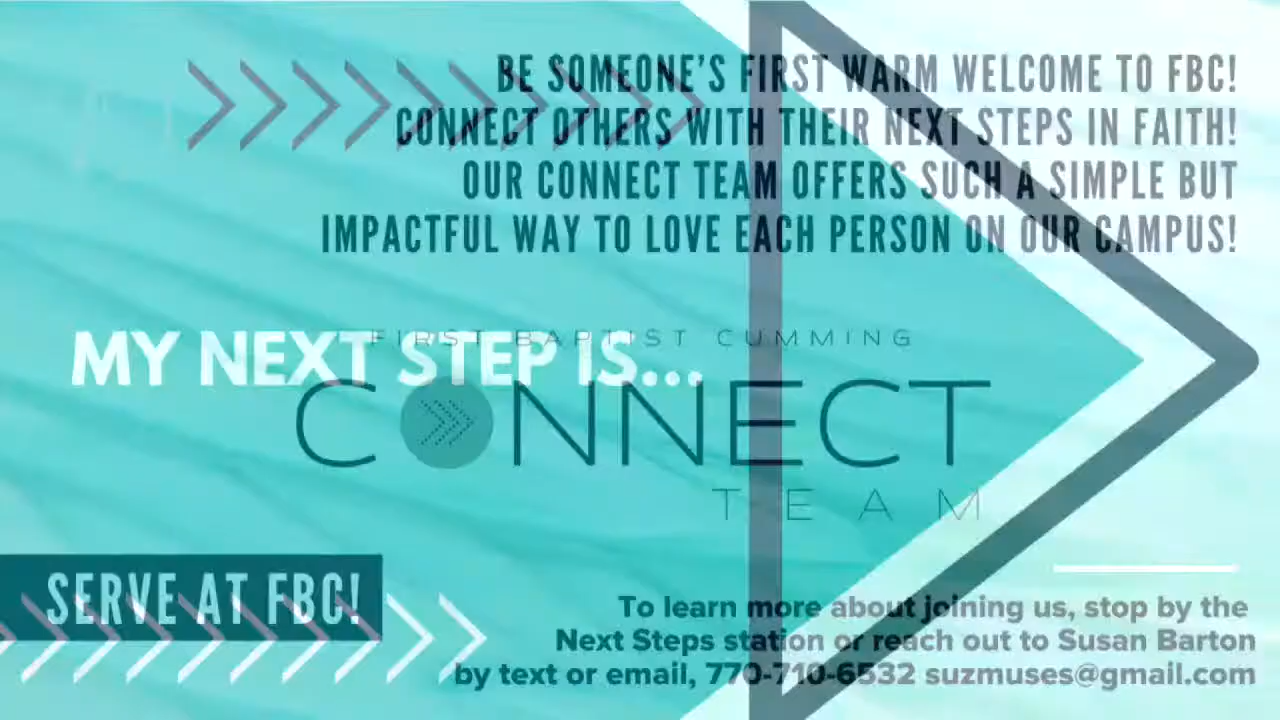 BE SOMEONE'S FIRST WARM WELCOME TO FBC!
CONNECT OTHERS WITH THEIR NEXT STEPS IN FAITH!
OUR CONNECT TEAM OFFERS SUCH A SIMPLE BUT
IMPACTFUL WAY TO LOVE EACH PERSON ON OUR CAMPUS!
FIRST BAPTIST CUMMING
MY NEXT STEP IS...
CONNECT
TEAM
SERVE AT FBC!
To learn more about joining us, stop by the
Next Steps station or reach out to Susan Barton
by text or email, 770-710-6532 suzmuses@gmail.com